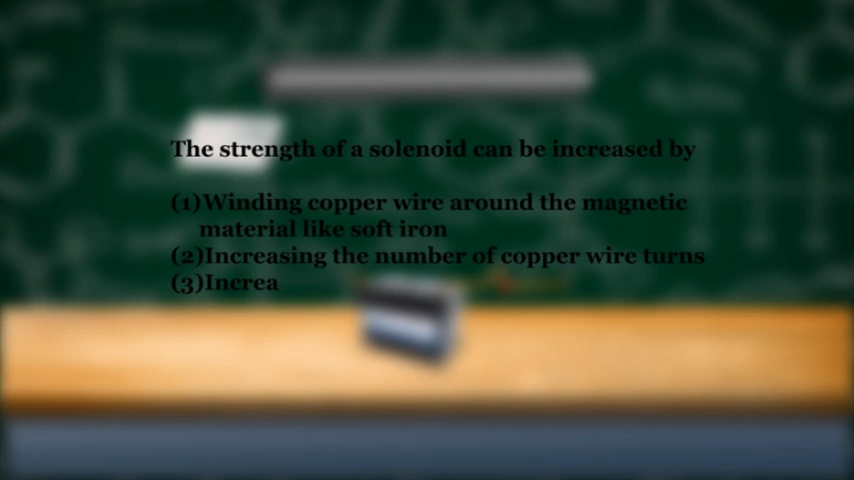 The strength of a solenoid can be increased by
(1)Winding copper wire around the magnetic
material like soft iron
(2)Increasing the number of copper wire turns
(3)Increa